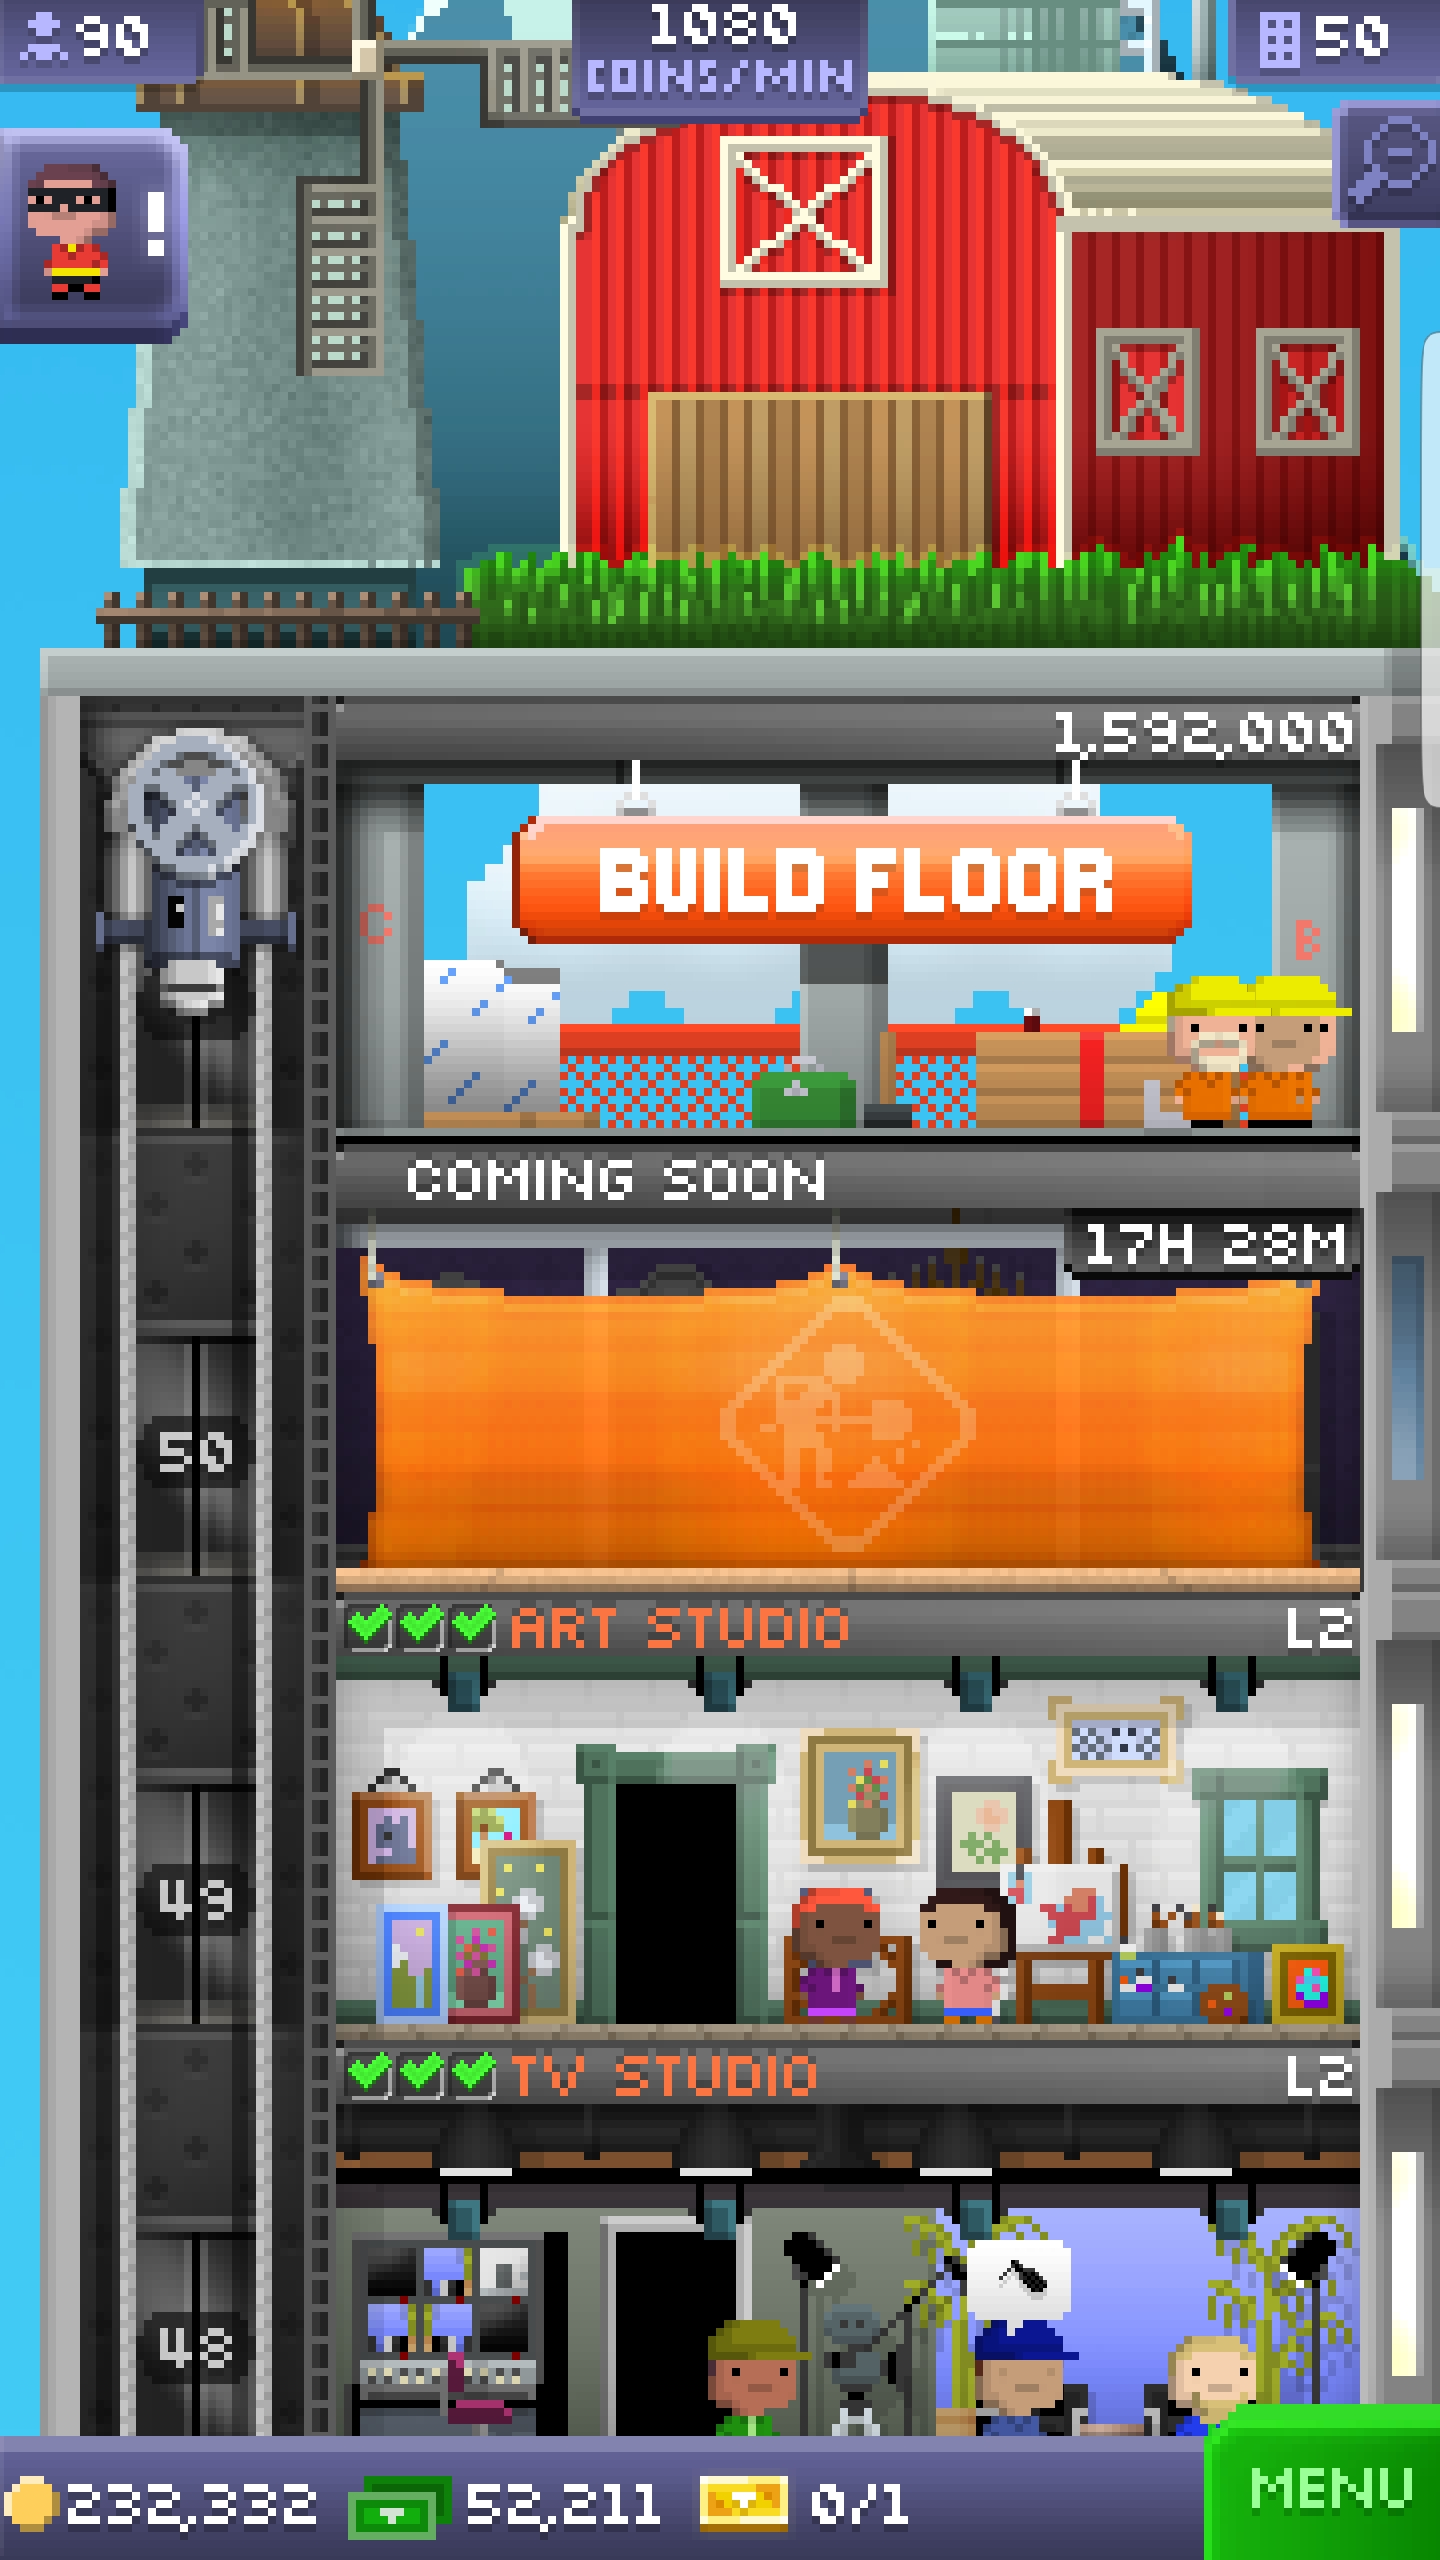 90
1080
COINS/MIN
50
!
1,592,000
BUILD FLOOR
C
B
COMING SOON
17H 28M
50
ART STUDIO L2
49
TV STUDIO L2
48
232,332 52,211 0/1 MENU